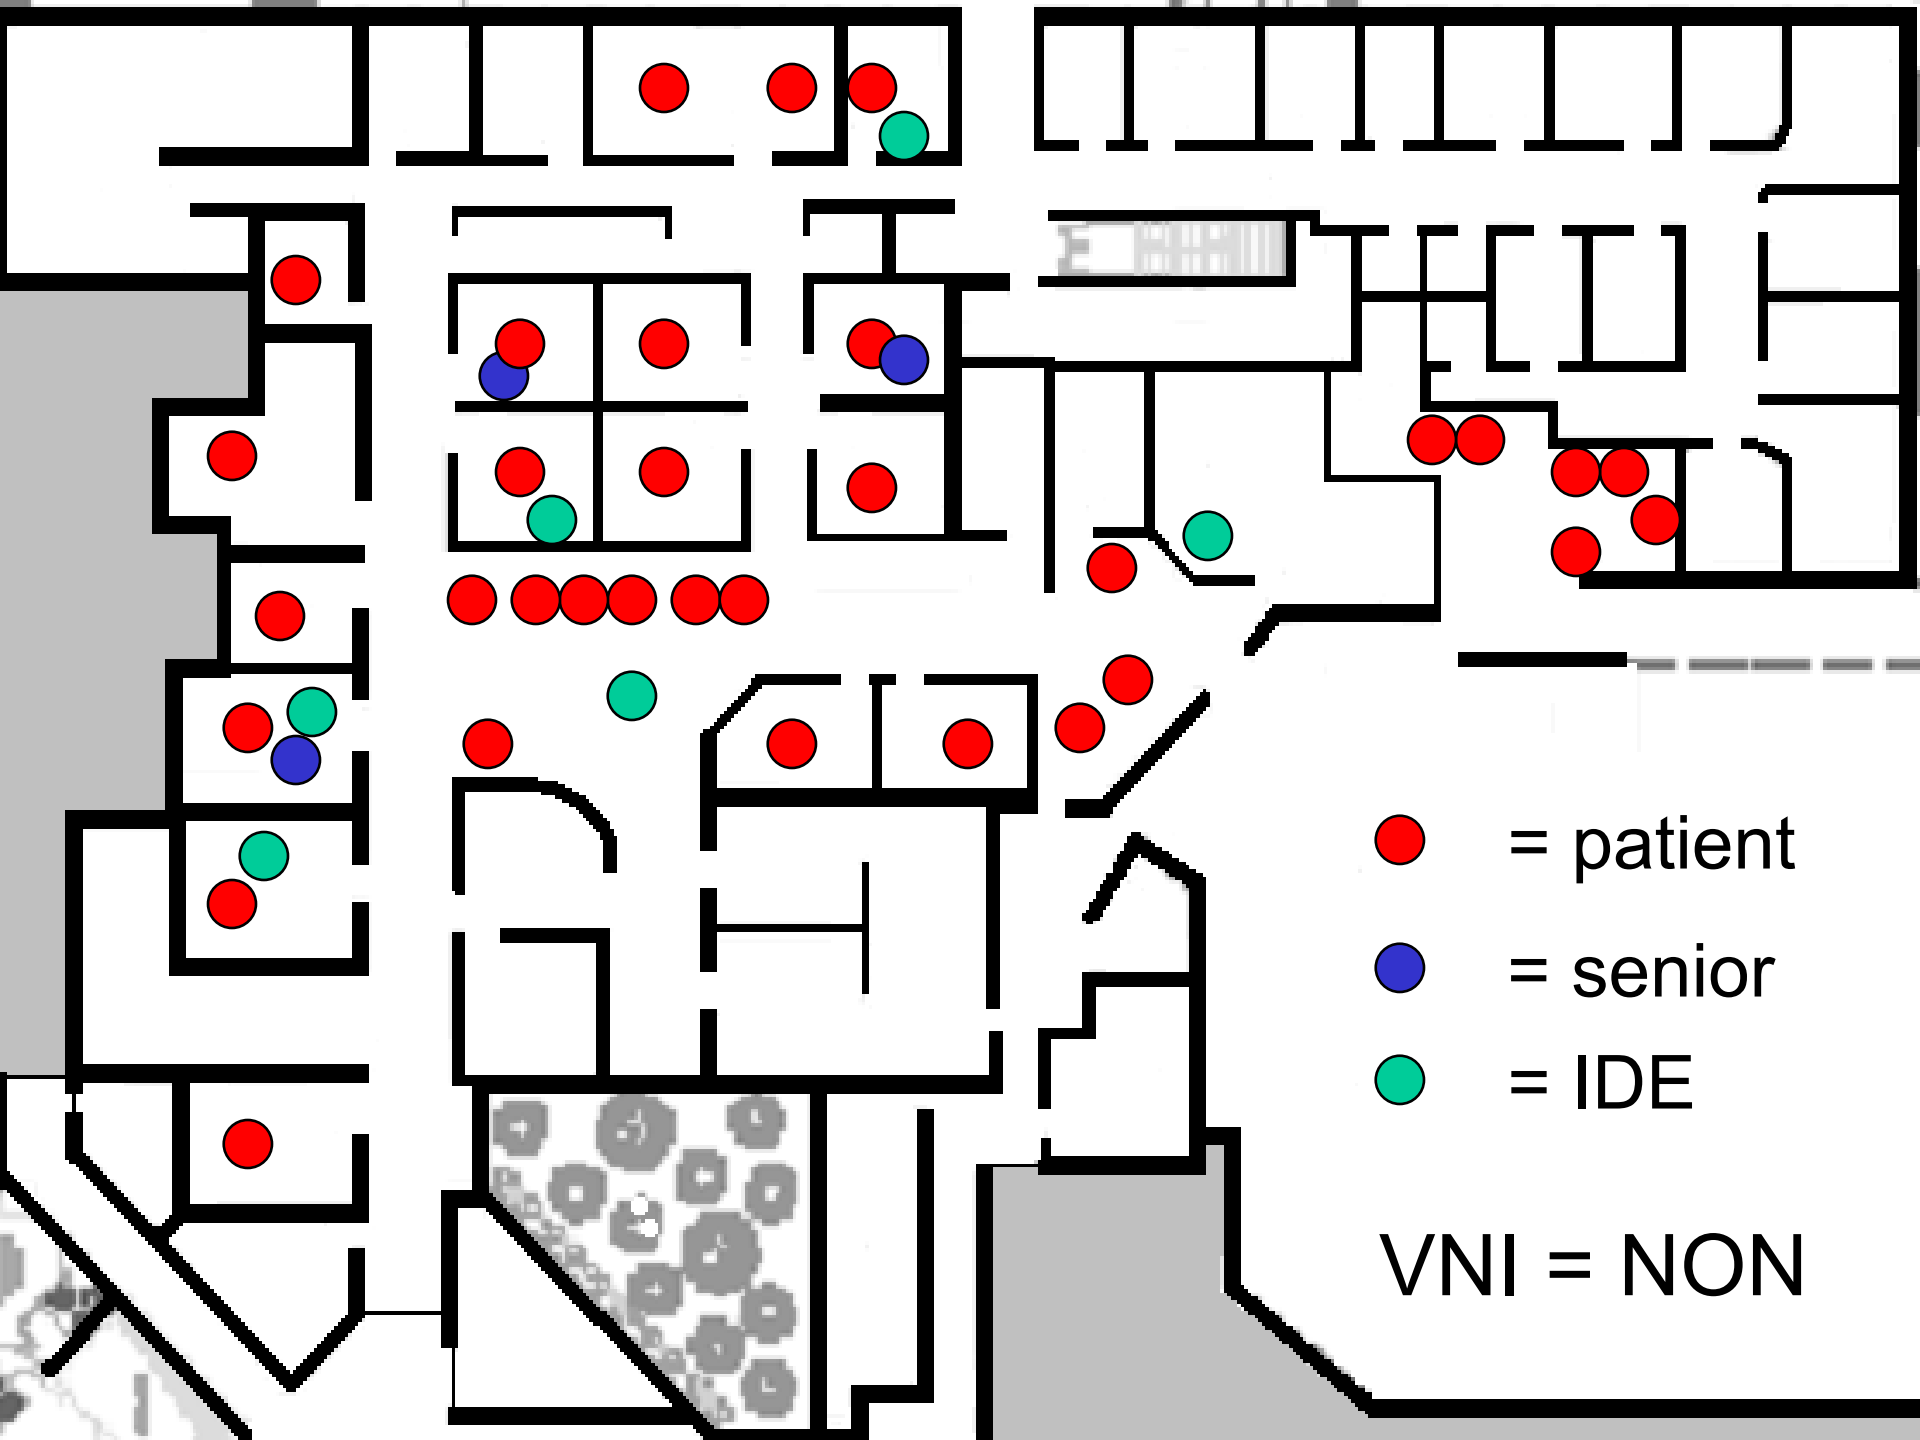 = patient
= senior
= IDE
VNI = NON